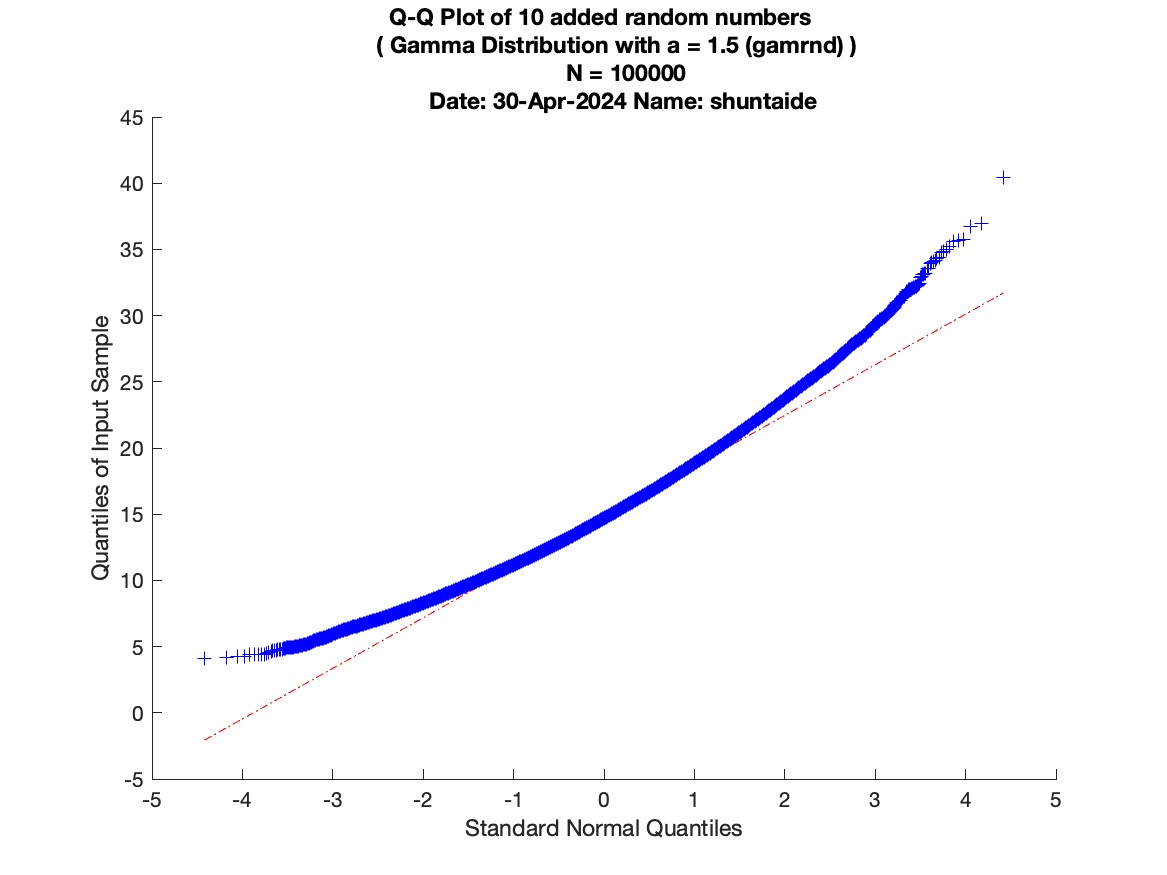 Q-Q Plot of 10 added random numbers
( Gamma Distribution with a = 1.5 (gamrnd) )
N = 100000
Date: 30-Apr-2024 Name: shuntaide
45
40
35
30
25
20
15
10
5
0
-5
Quantiles of Input Sample
-5 -4 -3 -2 -1 0 1 2 3 4 5
Standard Normal Quantiles